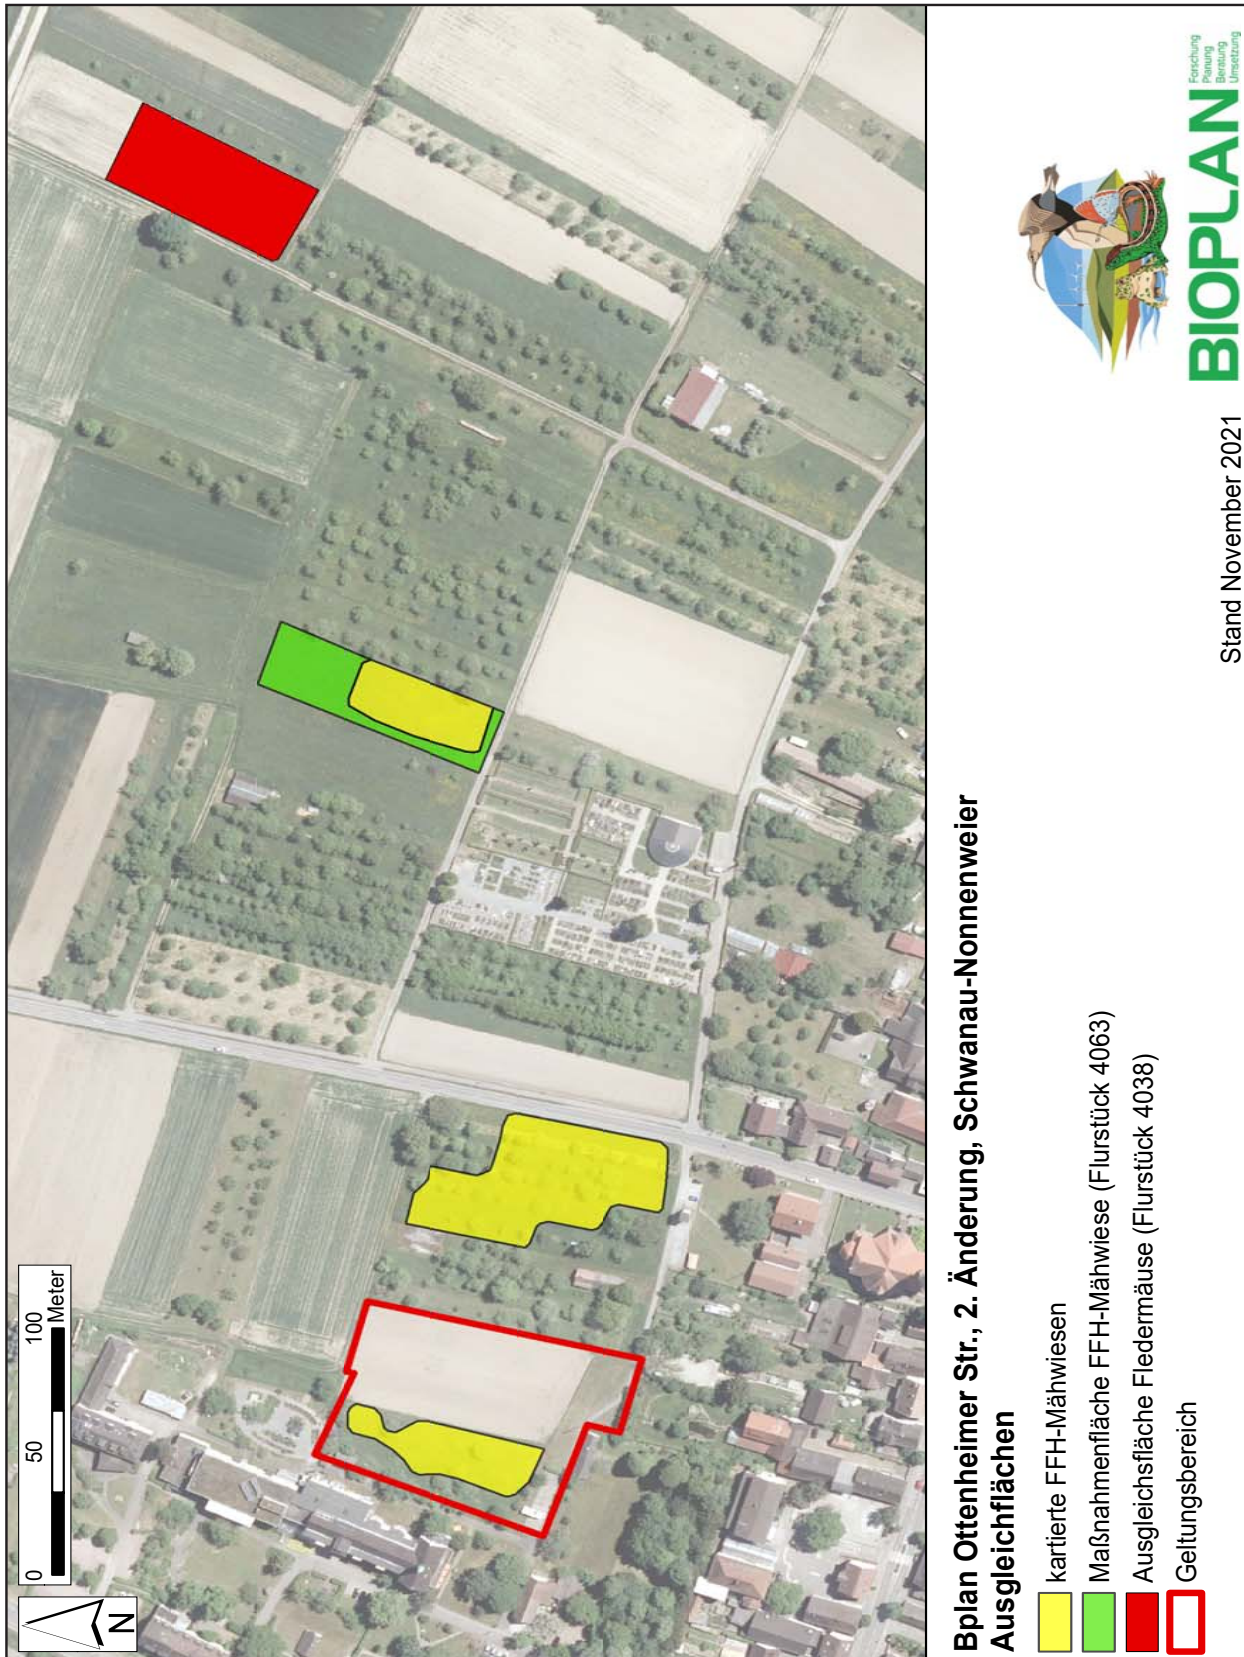 N
0 50 100
Meter
Bplan Ottenheimer Str., 2. Änderung, Schwanau-Nonnenweier
Ausgleichflächen
kartierte FFH-Mähwiesen
Maßnahmenfläche FFH-Mähwiese (Flurstück 4063)
Ausgleichsfläche Fledermäuse (Flurstück 4038)
Geltungsbereich
Stand November 2021
BIOPLAN
Forschung
Planung
Beratung
Umsetzung